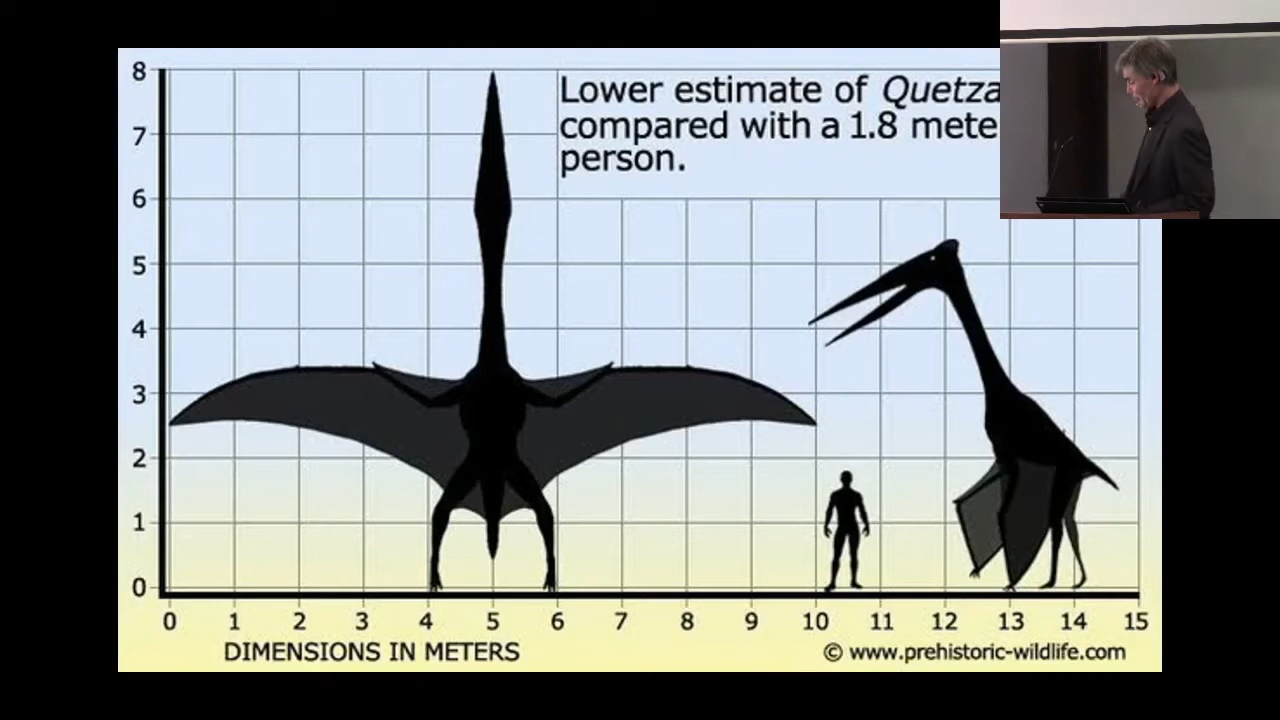 Lower estimate of Quetza
compared with a 1.8 mete
person.
8
7
6
5
4
3
2
1
0
0 1 2 3 4 5 6 7 8 9 10 11 12 13 14 15
DIMENSIONS IN METERS
© www.prehistoric-wildlife.com